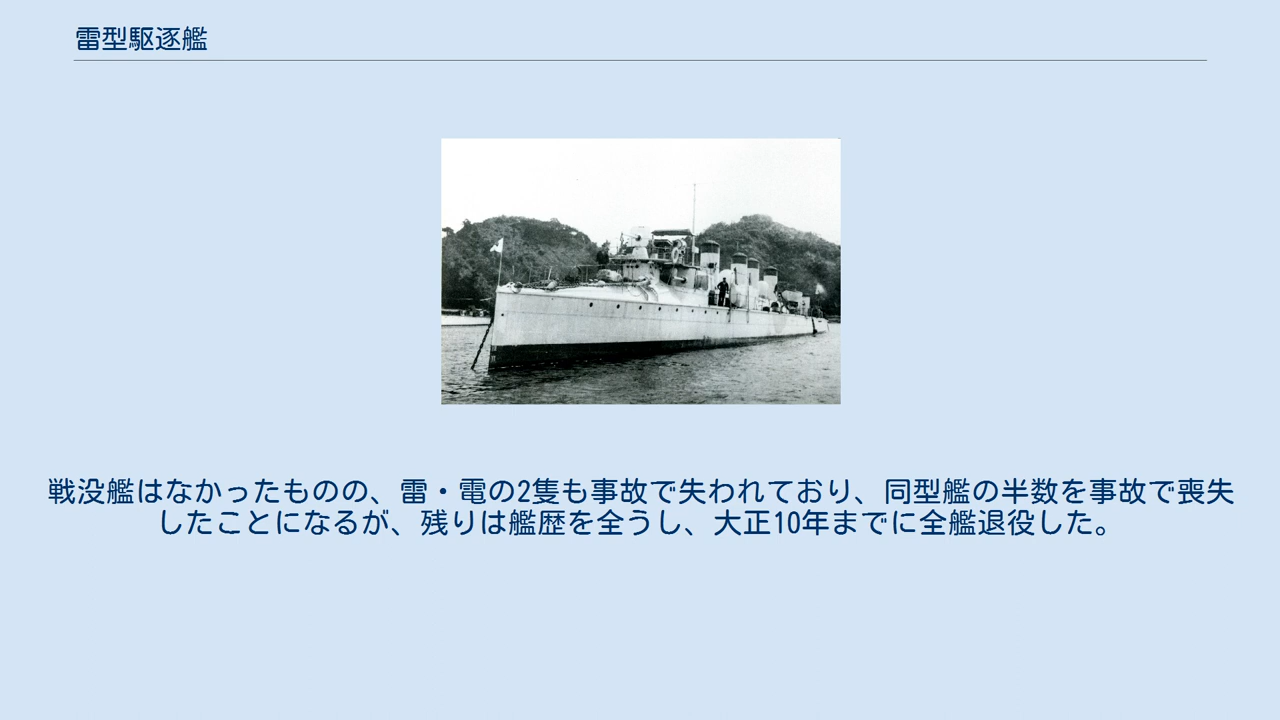 雷型駆逐艦
戦没艦はなかったものの、雷・電の2隻も事故で失われており、同型艦の半数を事故で喪失
したことになるが、残りは艦歴を全うし、大正10年までに全艦退役した。